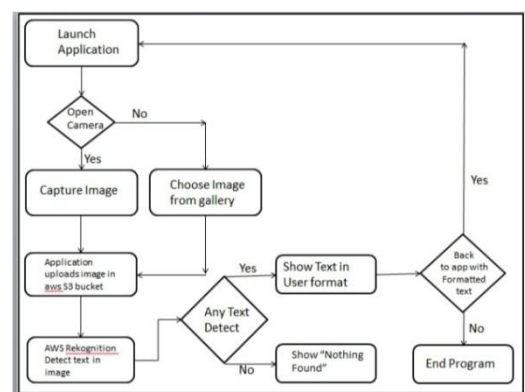 Launch
Application
Open
Camera
No
Yes
Capture Image
Choose Image
from gallery
Application
uploads image in
aws S3 bucket
AWS Rekognition
Detect text in
image
Any Text
Detect
Yes
Show Text in
User format
No
Show “Nothing
Found”
Back
to app with
Formatted
text
Yes
No
End Program